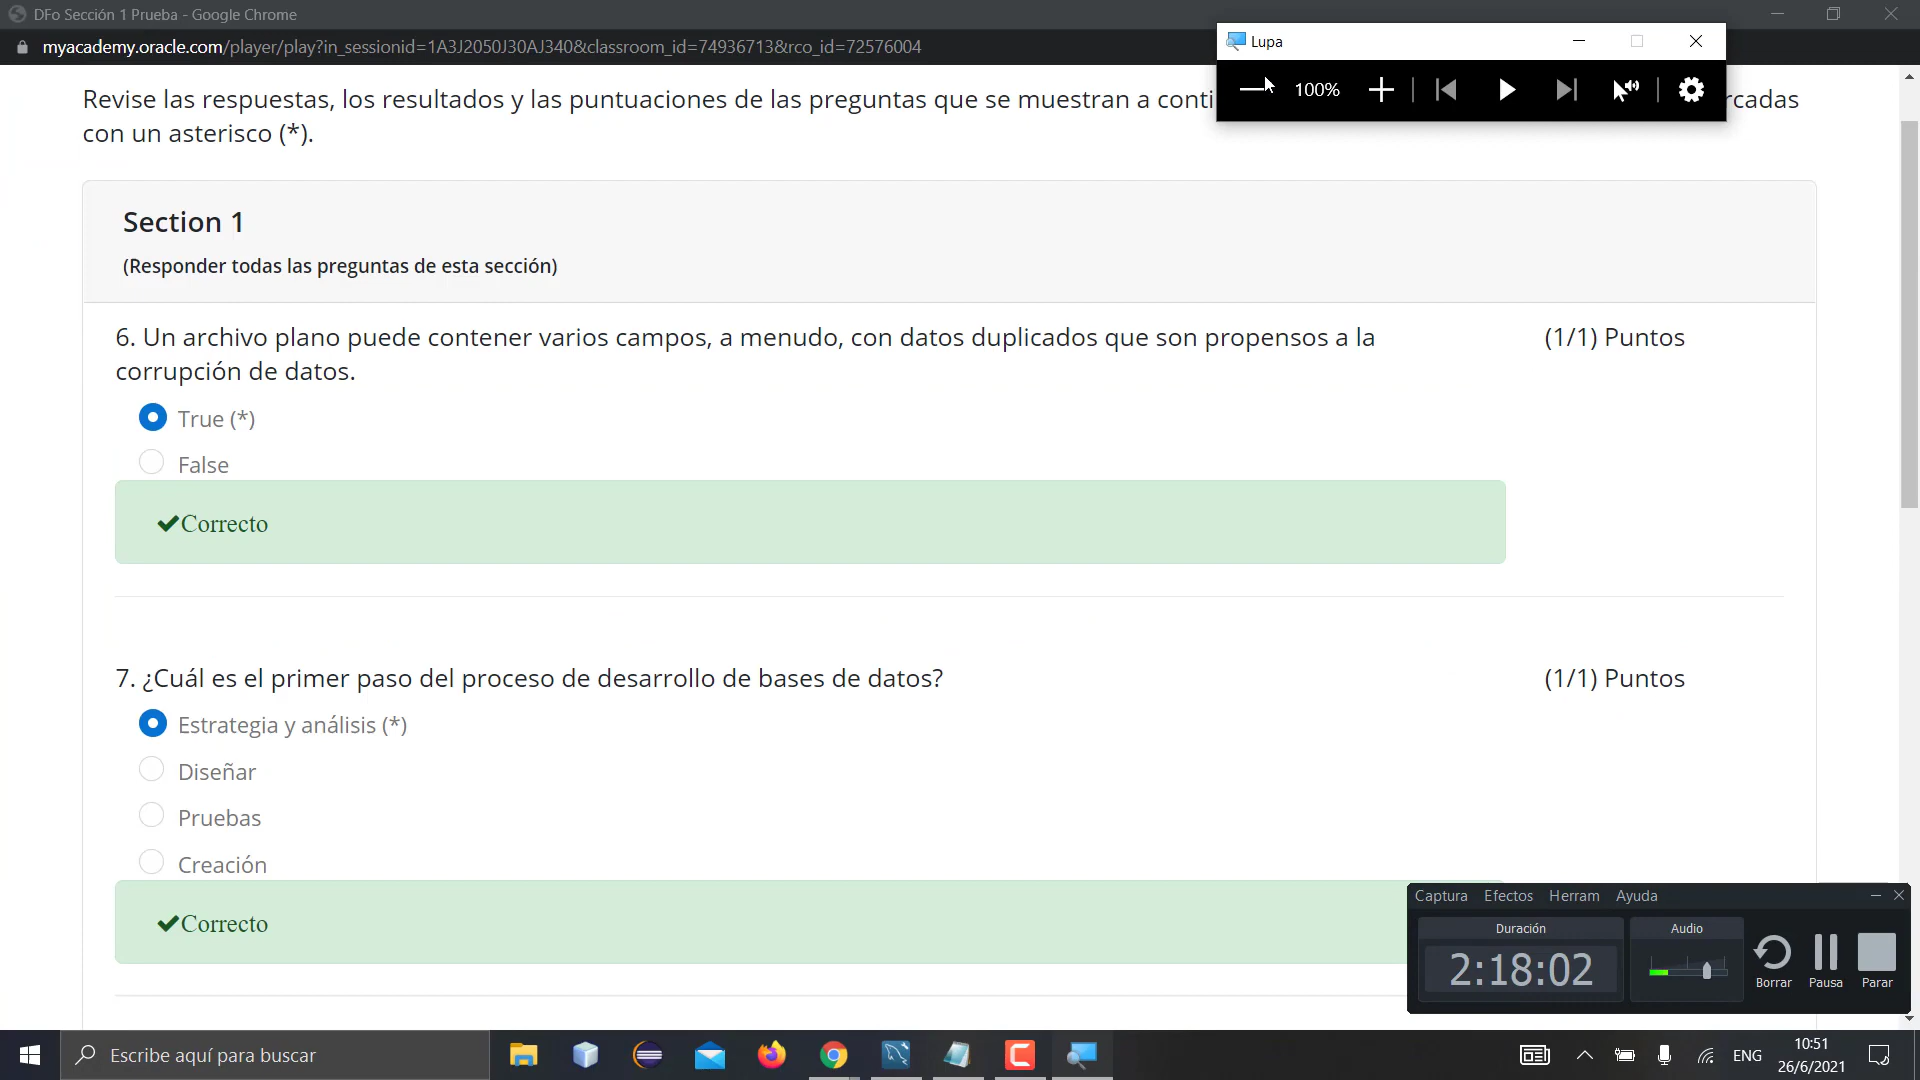 DFo Sección 1 Prueba - Google Chrome
myacademy.oracle.com/player/play?in_sessionid=1A3J2050J30AJ340&classroom_id=74936713&rco_id=72576004
Lupa
100%
Revise las respuestas, los resultados y las puntuaciones de las preguntas que se muestran a conti
rcadas
con un asterisco (*).
Section 1
(Responder todas las preguntas de esta sección)
6. Un archivo plano puede contener varios campos, a menudo, con datos duplicados que son propensos a la
(1/1) Puntos
corrupción de datos.
True (*)
False
Correcto
7. ¿Cuál es el primer paso del proceso de desarrollo de bases de datos?
(1/1) Puntos
Estrategia y análisis (*)
Diseñar
Pruebas
Creación
Correcto
Captura Efectos Herram Ayuda
Duración
Audio
2:18:02
Borrar Pausa Parar
Escribe aquí para buscar
ENG
10:51
26/6/2021